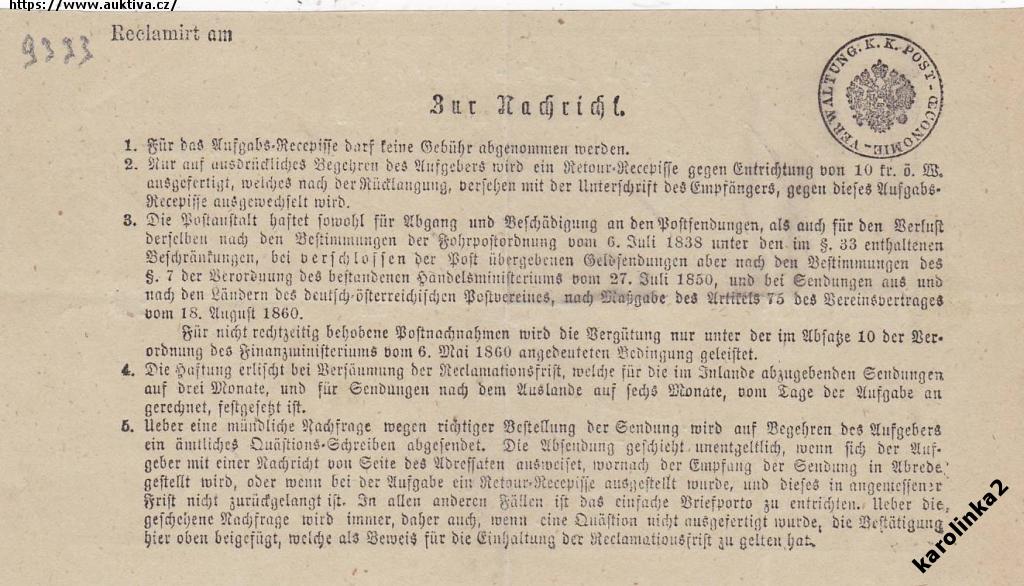 https://www.auktiva.cz/
9333
Reclamirt am
VERWALTUNG. K. K. POST-ŒCONOMIE-
Zur Nachricht.
1. Für das Aufgabs-Recepisse darf keine Gebühr abgenommen werden.
2. Nur auf ausdrückliches Begehren des Aufgebers wird ein Retour-Recepisse gegen Entrichtung von 10 kr. ö. W.
ausgefertigt, welches nach der Rücklangung, versehen mit der Unterschrift des Empfängers, gegen dieses Aufgabs-
Recepisse ausgewechselt wird.
3. Die Postanstalt haftet sowohl für Abgang und Beschädigung an den Postsendungen, als auch für den Verlust
derselben nach den Bestimmungen der Fohrpostordnung vom 6. Juli 1838 unter den im §. 33 enthaltenen
Beschränkungen, bei verschlossen der Post übergebenen Geldsendungen aber nach den Bestimmungen des
§. 7 der Verordnung des bestandenen Handelsministeriums vom 27. Juli 1850, und bei Sendungen aus und
nach den Ländern des deutsch-österreichischen Postvereines, nach Maßgabe des Artikels 75 des Vereinsvertrages
vom 18. August 1860.
Für nicht rechtzeitig behobene Postnachnahmen wird die Vergütung nur unter der im Absatze 10 der Ver-
ordnung des Finanzministeriums vom 6. Mai 1860 angedeuteten Bedingung geleistet.
4. Die Haftung erlischt bei Versäumung der Reclamationsfrist, welche für die im Inlande abzugebenden Sendungen
auf drei Monate, und für Sendungen nach dem Auslande auf sechs Monate, vom Tage der Aufgabe an
gerechnet, festgesetzt ist.
5. Ueber eine mündliche Nachfrage wegen richtiger Bestellung der Sendung wird auf Begehren des Aufgebers
ein ämtliches Quästions-Schreiben abgesendet. Die Absendung geschieht unentgeltlich, wenn sich der Auf-
geber mit einer Nachricht von Seite des Adressaten ausweiset, wornach der Empfang der Sendung in Abrede
gestellt wird, oder wenn bei der Aufgabe ein Retour-Recepisse ausgestellt wurde, und dieses in angemessener
Frist nicht zurückgelangt ist. In allen anderen Fällen ist das einfache Briefporto zu entrichten. Ueber die
geschehene Nachfrage wird immer, daher auch, wenn eine Quästion nicht ausgefertigt wurde, die Bestätigung
hier oben beigefügt, welche als Beweis für die Einhaltung der Reclamationsfrist zu gelten hat.
karolinka2